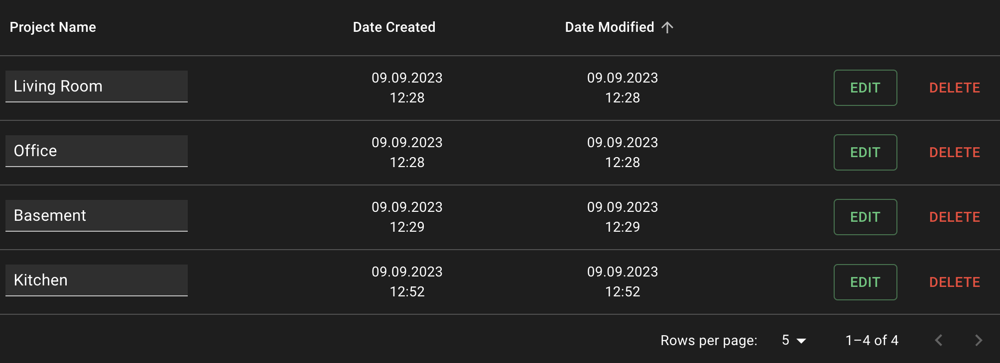 Project Name Date Created Date Modified
Living Room 09.09.2023 12:28 09.09.2023 12:28 EDIT DELETE
Office 09.09.2023 12:28 09.09.2023 12:28 EDIT DELETE
Basement 09.09.2023 12:29 09.09.2023 12:29 EDIT DELETE
Kitchen 09.09.2023 12:52 09.09.2023 12:52 EDIT DELETE
Rows per page: 5 1–4 of 4